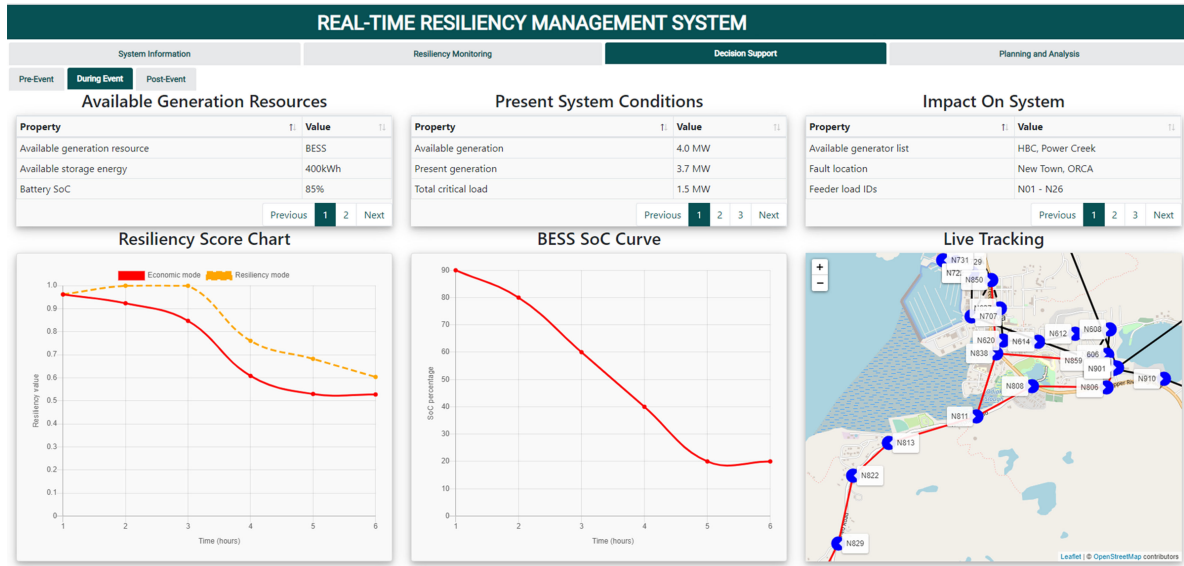 REAL-TIME RESILIENCY MANAGEMENT SYSTEM
System Information
Resiliency Monitoring
Decision Support
Planning and Analysis
Pre-Event
During Event
Post-Event
Available Generation Resources
Property Value
Available generation resource BESS
Available storage energy 400kWh
Battery SoC 85%
Previous 1 2 Next
Present System Conditions
Property Value
Available generation 4.0 MW
Present generation 3.7 MW
Total critical load 1.5 MW
Previous 1 2 3 Next
Impact On System
Property Value
Available generator list HBC, Power Creek
Fault location New Town, ORCA
Feeder load IDs N01 - N26
Previous 1 2 3 Next
Resiliency Score Chart
Economic mode Resiliency mode
1.0
0.9
0.8
0.7
0.6
0.5
0.4
0.3
0.2
0.1
0
Resiliency value
1 2 3 4 5 6
Time (hours)
BESS SoC Curve
90
80
70
60
50
40
30
20
10
0
SoC percentage
1 2 3 4 5 6
Time (hours)
Live Tracking
+
−
N731
29
N850
N707
N620
N614
N612
N608
N838
N859
606
N901
N910
N808
N806
N811
N813
N822
N829
Leaflet | © OpenStreetMap contributors